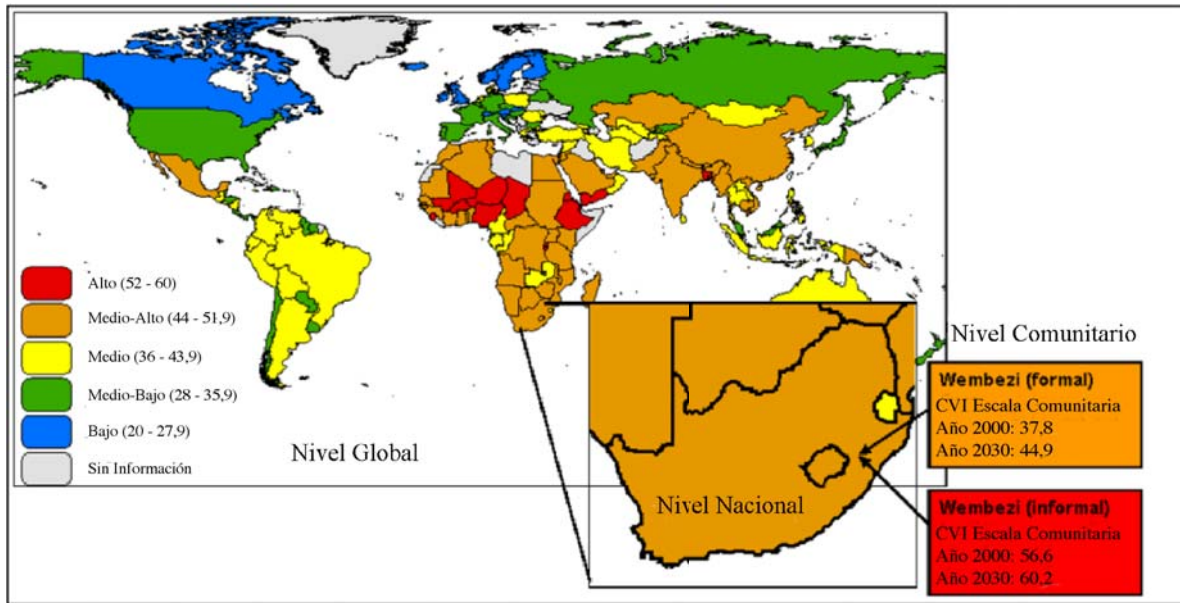 Alto (52 - 60)
Medio-Alto (44 - 51,9)
Medio (36 - 43,9)
Medio-Bajo (28 - 35,9)
Bajo (20 - 27,9)
Sin Información
Nivel Global
Nivel Nacional
Nivel Comunitario
Wembezi (formal)
CVI Escala Comunitaria
Año 2000: 37,8
Año 2030: 44,9
Wembezi (informal)
CVI Escala Comunitaria
Año 2000: 56,6
Año 2030: 60,2